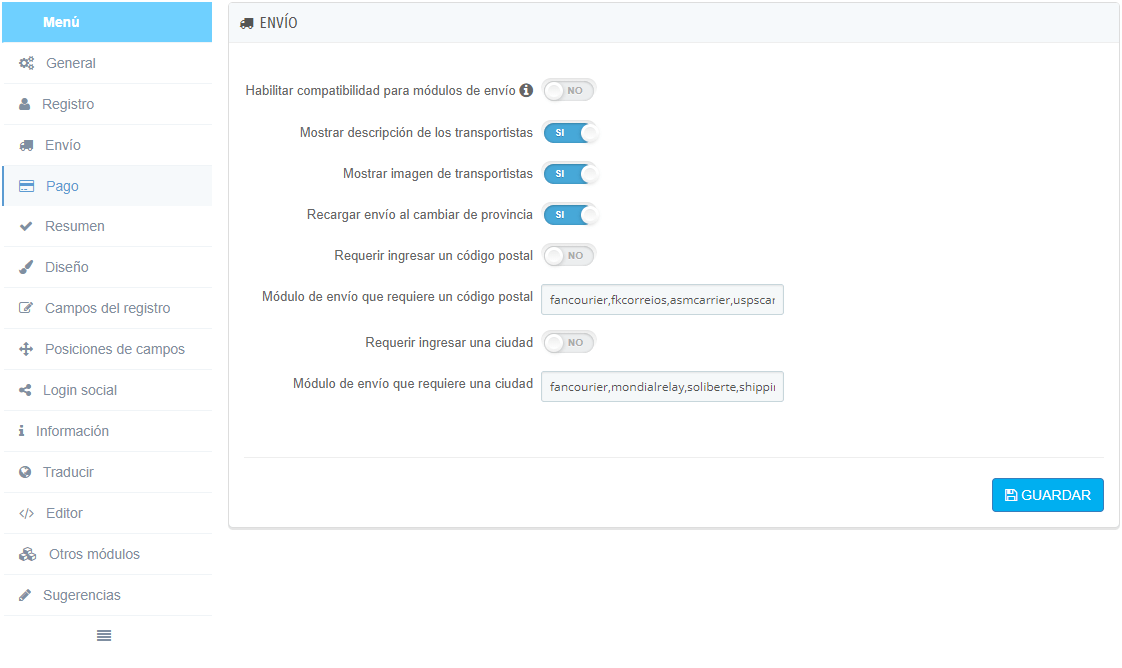 Menú
General
Registro
Envío
Pago
Resumen
Diseño
Campos del registro
Posiciones de campos
Login social
Información
Traducir
Editor
Otros módulos
Sugerencias
ENVÍO
Habilitar compatibilidad para módulos de envío NO
Mostrar descripción de los transportistas SI
Mostrar imagen de transportistas SI
Recargar envío al cambiar de provincia SI
Requerir ingresar un código postal NO
Módulo de envío que requiere un código postal fancourier,fkcorreios,asmcarrier,uspscar
Requerir ingresar una ciudad NO
Módulo de envío que requiere una ciudad fancourier,mondialrelay,soliberte,shippi
GUARDAR